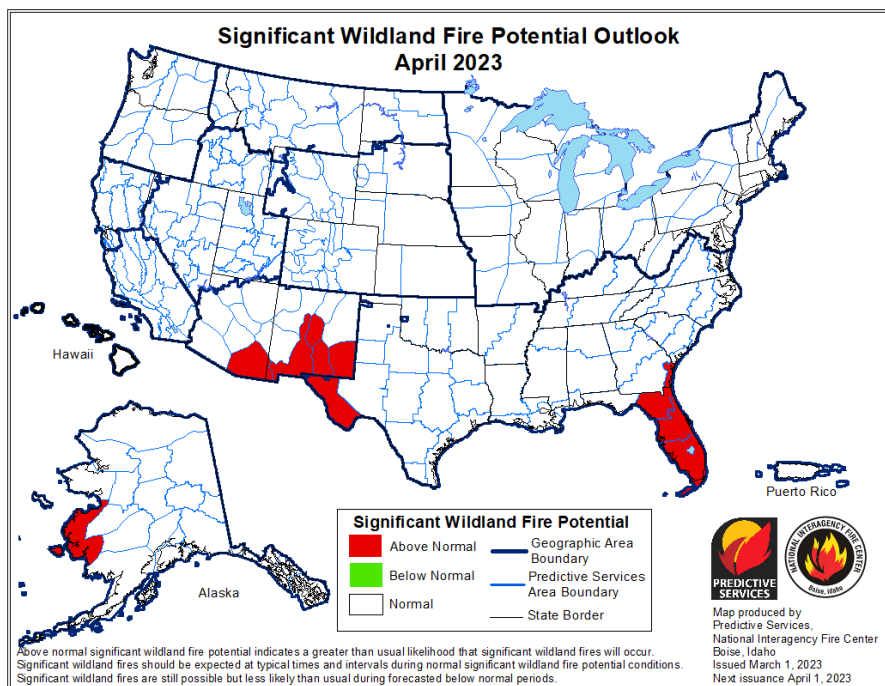 Significant Wildland Fire Potential Outlook
April 2023
Hawaii
Puerto Rico
Alaska
Significant Wildland Fire Potential
Above Normal
Below Normal
Normal
Geographic Area
Boundary
Predictive Services
Area Boundary
State Border
PREDICTIVE
SERVICES
NATIONAL INTERAGENCY FIRE CENTER
Boise, Idaho
Map produced by
Predictive Services,
National Interagency Fire Center
Boise, Idaho
Issued March 1, 2023
Next issuance April 1, 2023
Above normal significant wildland fire potential indicates a greater than usual likelihood that significant wildland fires will occur.
Significant wildland fires should be expected at typical times and intervals during normal significant wildland fire potential conditions.
Significant wildland fires are still possible but less likely than usual during forecasted below normal periods.